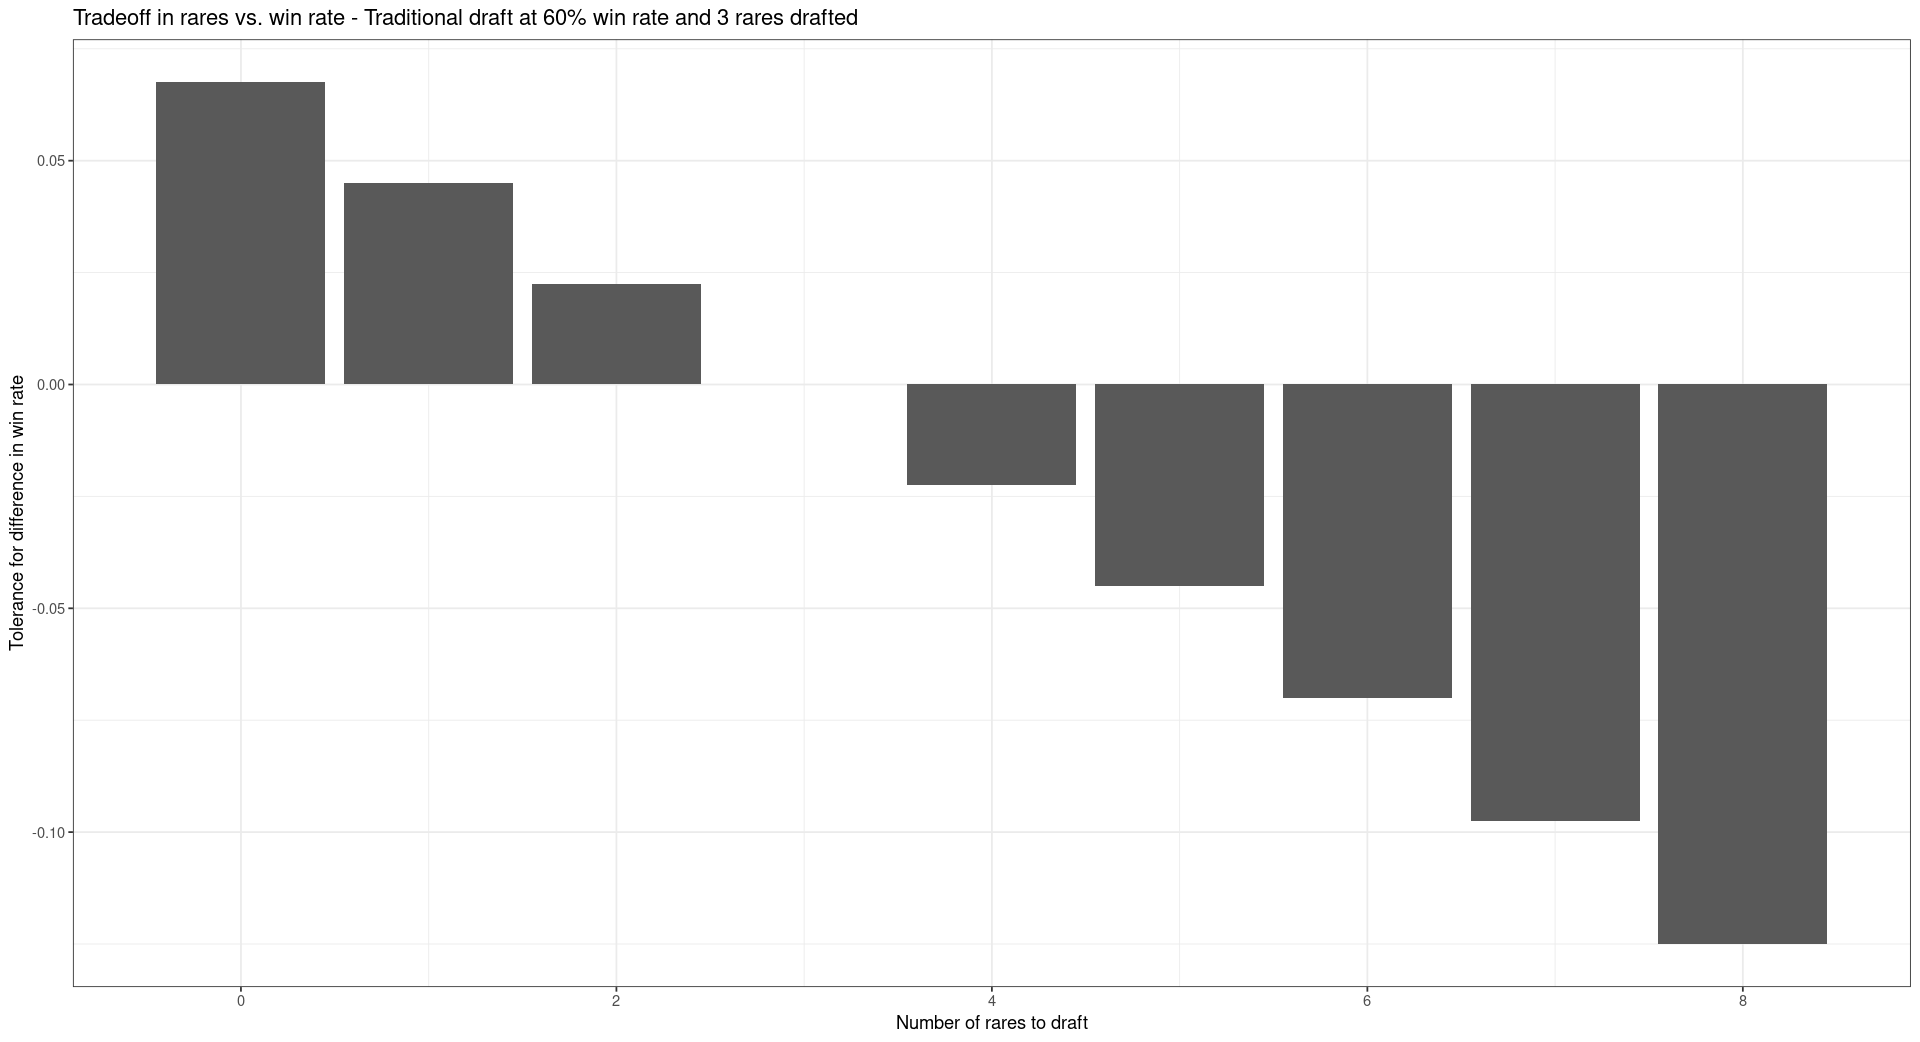 Tradeoff in rares vs. win rate - Traditional draft at 60% win rate and 3 rares drafted
Tolerance for difference in win rate
0.05
0.00
-0.05
-0.10
0 2 4 6 8
Number of rares to draft